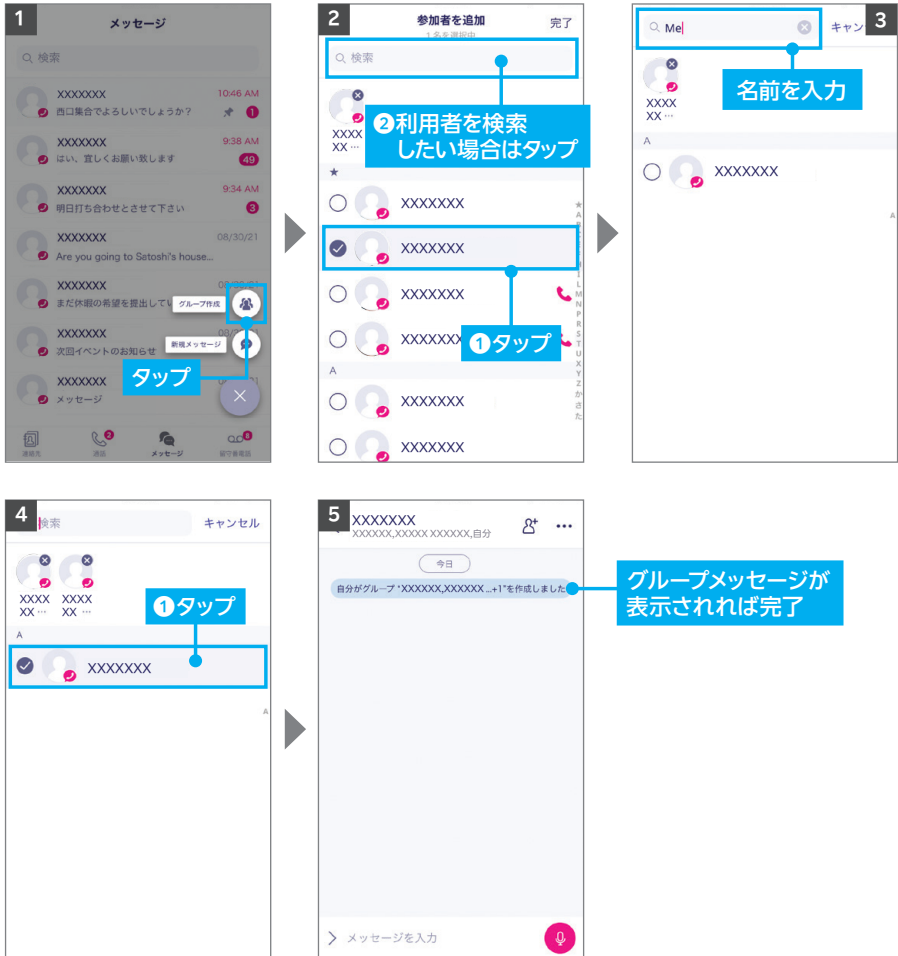 1
メッセージ
検索
XXXXXXX 10:46 AM
西口集合でよろしいでしょうか? 1
XXXXXXX 9:38 AM
はい、宜しくお願い致します 49
XXXXXXX 9:34 AM
明日打ち合わせとさせて下さい 3
XXXXXXX 08/30/21
Are you going to Satoshi's house...
XXXXXXX
まだ休暇の希望を提出してい
グループ作成
XXXXXXX
次回イベントのお知らせ
新規メッセージ
タップ
XXXXXXX
メッセージ
2
8
連絡先 通話 メッセージ 留守番電話
2
参加者を追加 完了
1名を選択中
検索
❷利用者を検索
したい場合はタップ
XXXX
XX …
★
XXXXXXX
XXXXXXX
XXXXXXX
XXXXXXX
❶タップ
A
XXXXXXX
XXXXXXX
★
A
I
L
M
N
P
R
S
T
U
X
Y
Z
か
さ
た
3
Me
キャン
名前を入力
XXXX
XX …
A
XXXXXXX
A
4
検索 キャンセル
XXXX XXXX
XX … XX …
❶タップ
A
XXXXXXX
A
5
XXXXXXX
XXXXXX,XXXXX XXXXXX,自分
今日
自分がグループ "XXXXXX,XXXXXX ...+1"を作成しました
グループメッセージが
表示されれば完了
メッセージを入力